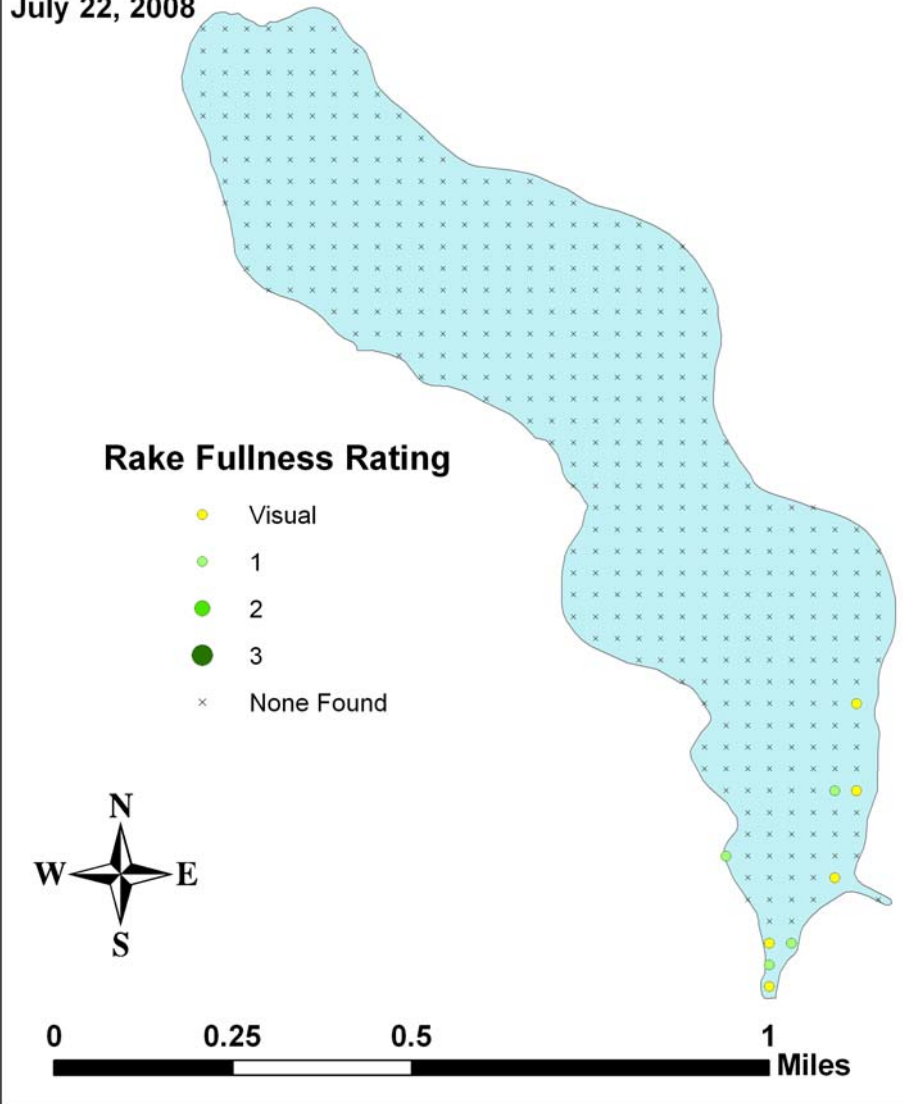 July 22, 2008
Rake Fullness Rating
Visual
1
2
3
None Found
N
W E
S
0 0.25 0.5 1
Miles